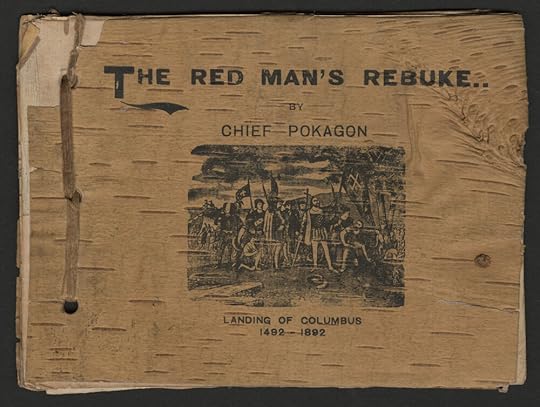 THE RED MAN'S REBUKE..
BY
CHIEF POKAGON
LANDING OF COLUMBUS
1492 - 1892